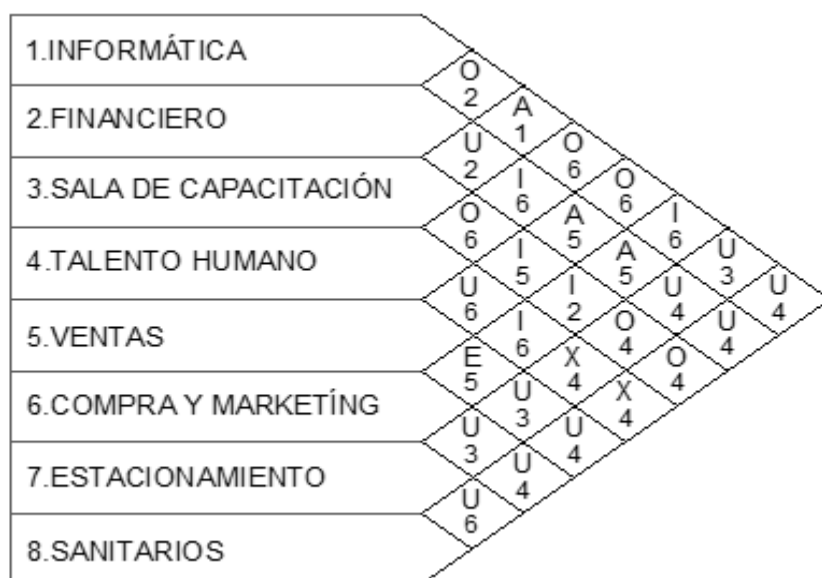 1.INFORMÁTICA
2.FINANCIERO
3.SALA DE CAPACITACIÓN
4.TALENTO HUMANO
5.VENTAS
6.COMPRA Y MARKETÍNG
7.ESTACIONAMIENTO
8.SANITARIOS
O
2
U
2
O
6
U
6
E
5
U
3
U
6
A
1
I
6
I
5
I
6
U
3
U
4
O
6
A
5
I
2
X
4
U
4
O
6
A
5
O
4
X
4
I
6
U
4
O
4
U
3
U
4
U
4